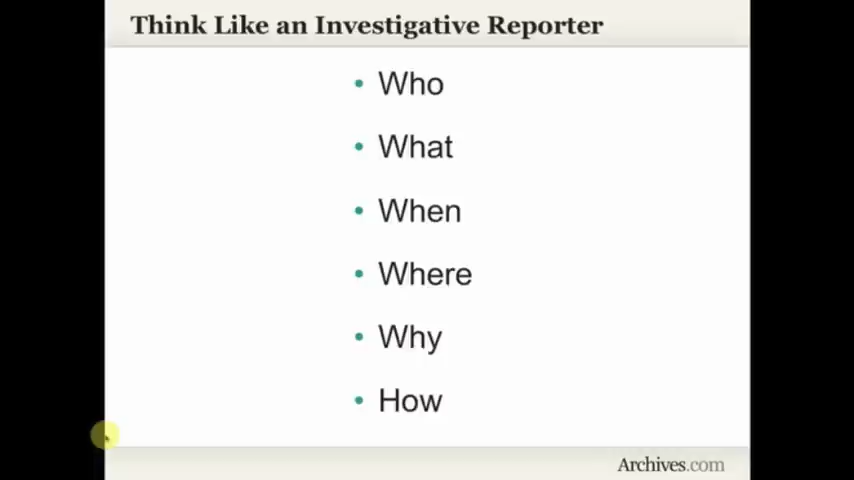 Think Like an Investigative Reporter
• Who
• What
• When
• Where
• Why
• How
Archives.com